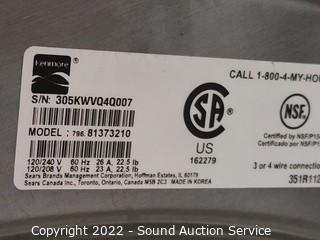 Kenmore
S/N: 305KWVQ4Q007
MODEL : 796. 81373210
120/240 V 60 Hz 26 A, 22.5 lb
120/208 V 60 Hz 23 A, 22.5 lb
Sears Brands Management Corporation, Hoffman Estates, IL 60179
Sears Canada Inc., Toronto, Ontario, Canada M5B 2C3 MADE IN KOREA
CALL 1-800-4-MY-HO
SA
US
162279
NSF
Certified by
NSF/P15
3 or 4 wire connection
351R112
Copyright 2022 - Sound Auction Service